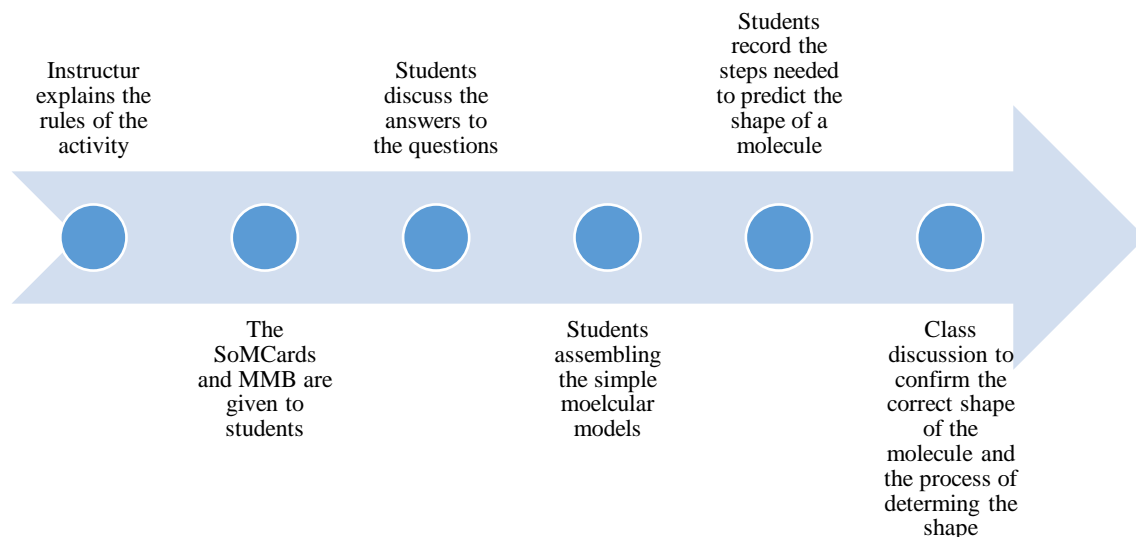 Instructur
explains the
rules of the
activity
The
SoMCards
and MMB are
given to
students
Students
discuss the
answers to
the questions
Students
assembling
the simple
moelcular
models
Students
record the
steps needed
to predict the
shape of a
molecule
Class
discussion to
confirm the
correct shape
of the
molecule and
the process of
determing the
shape